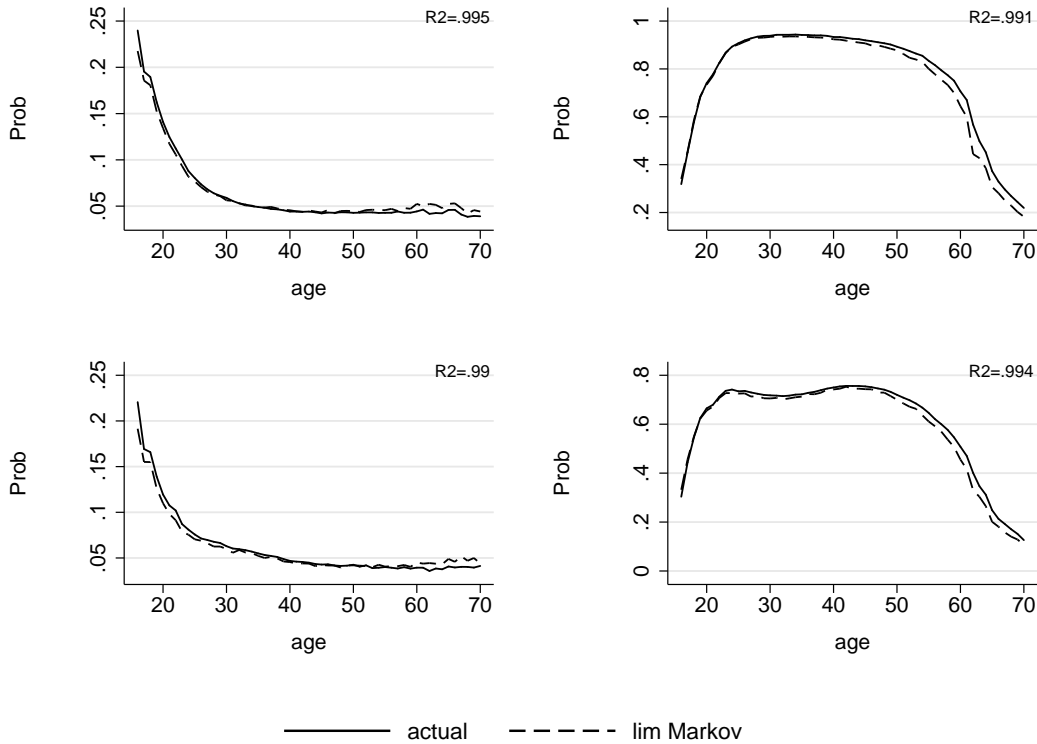 R2=.995
Prob
.25
.2
.15
.1
.05
20 30 40 50 60 70
age
R2=.991
Prob
1
.8
.6
.4
.2
20 30 40 50 60 70
age
R2=.99
Prob
.25
.2
.15
.1
.05
20 30 40 50 60 70
age
R2=.994
Prob
.8
.6
.4
.2
0
20 30 40 50 60 70
age
actual lim Markov